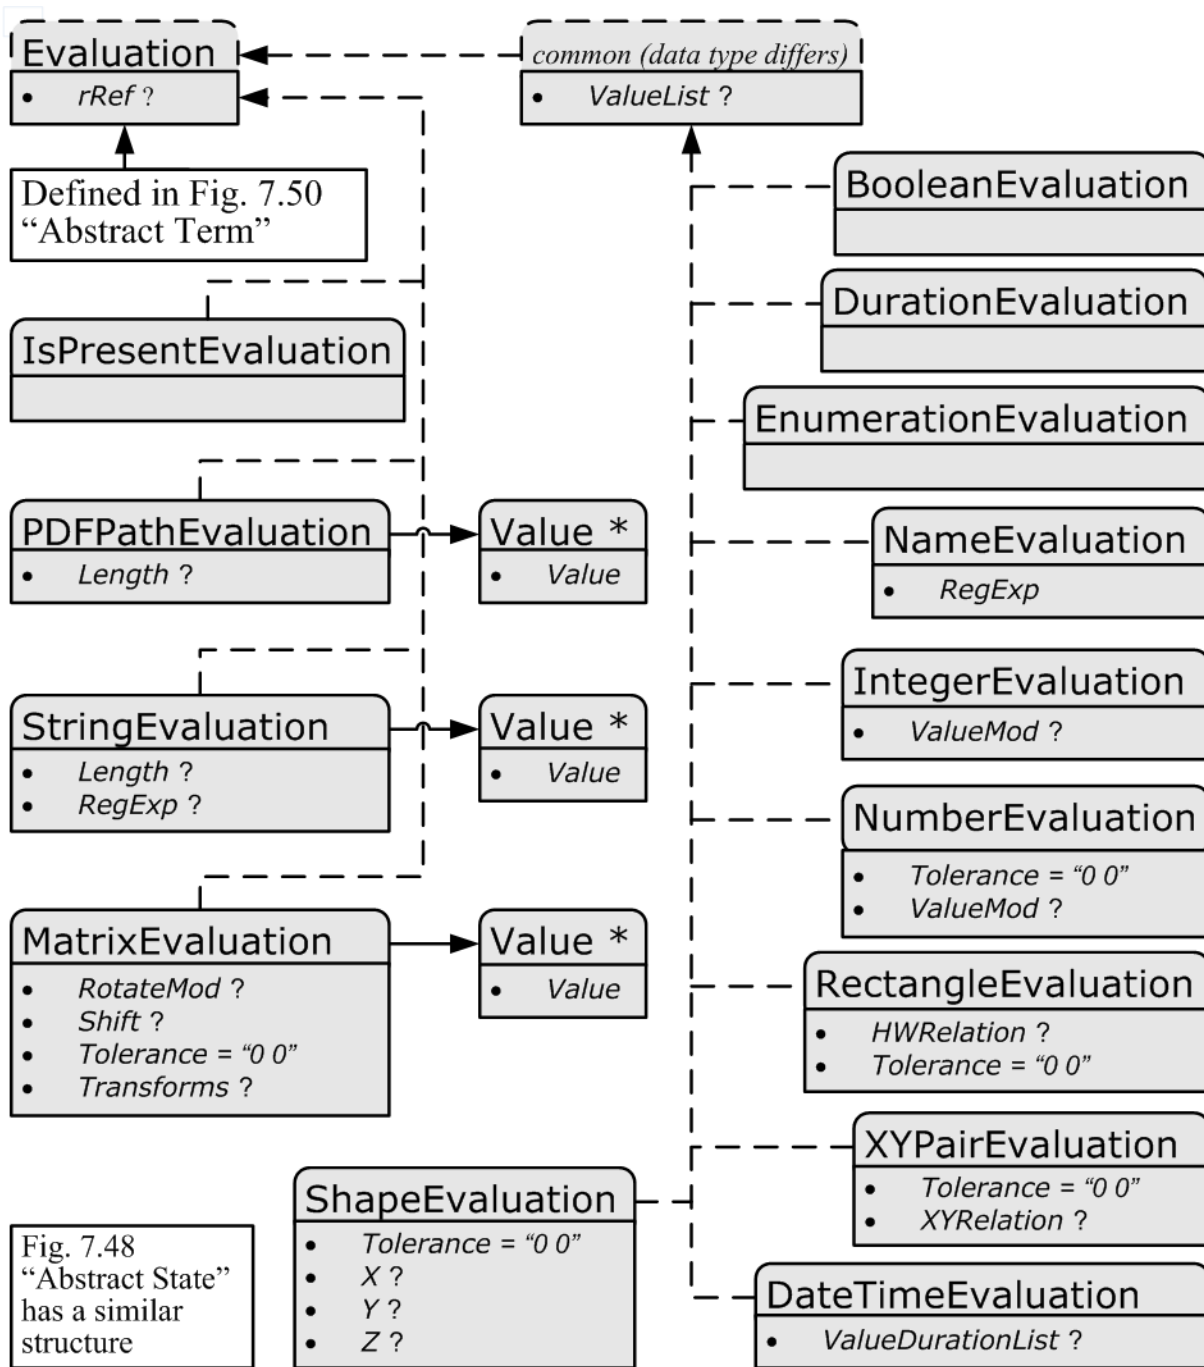 Evaluation
• rRef ?
common (data type differs)
• ValueList ?
Defined in Fig. 7.50
“Abstract Term”
BooleanEvaluation
DurationEvaluation
IsPresentEvaluation
EnumerationEvaluation
PDFPathEvaluation
• Length ?
Value *
• Value
NameEvaluation
• RegExp
StringEvaluation
• Length ?
• RegExp ?
Value *
• Value
IntegerEvaluation
• ValueMod ?
NumberEvaluation
• Tolerance = “0 0”
• ValueMod ?
MatrixEvaluation
• RotateMod ?
• Shift ?
• Tolerance = “0 0”
• Transforms ?
Value *
• Value
RectangleEvaluation
• HWRelation ?
• Tolerance = “0 0”
XYPairEvaluation
• Tolerance = “0 0”
• XYRelation ?
ShapeEvaluation
• Tolerance = “0 0”
• X ?
• Y ?
• Z ?
DateTimeEvaluation
• ValueDurationList ?
Fig. 7.48
“Abstract State”
has a similar
structure